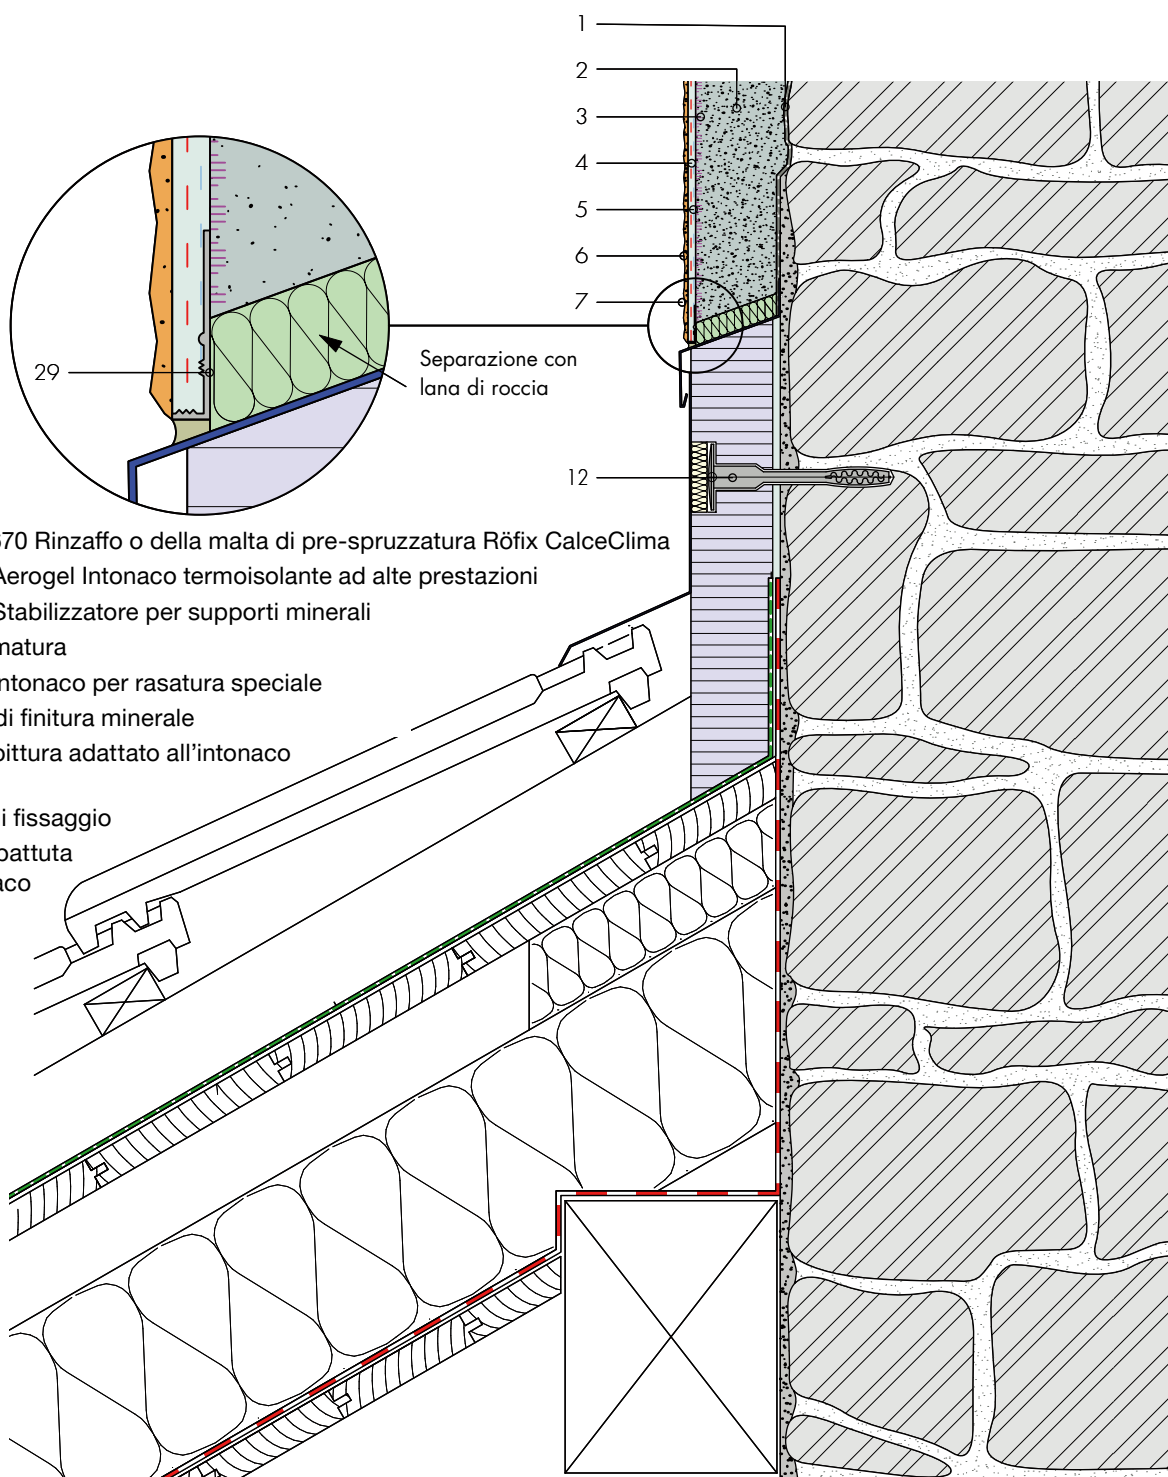 1
2
3
4
5
6
7
29
Separazione con
lana di roccia
12
670 Rinzaffo o della malta di pre-spruzzatura Röfix CalceClima
Aerogel Intonaco termoisolante ad alte prestazioni
Stabilizzatore per supporti minerali
matura
ntonaco per rasatura speciale
di finitura minerale
pittura adattato all'intonaco
i fissaggio
battuta
aco